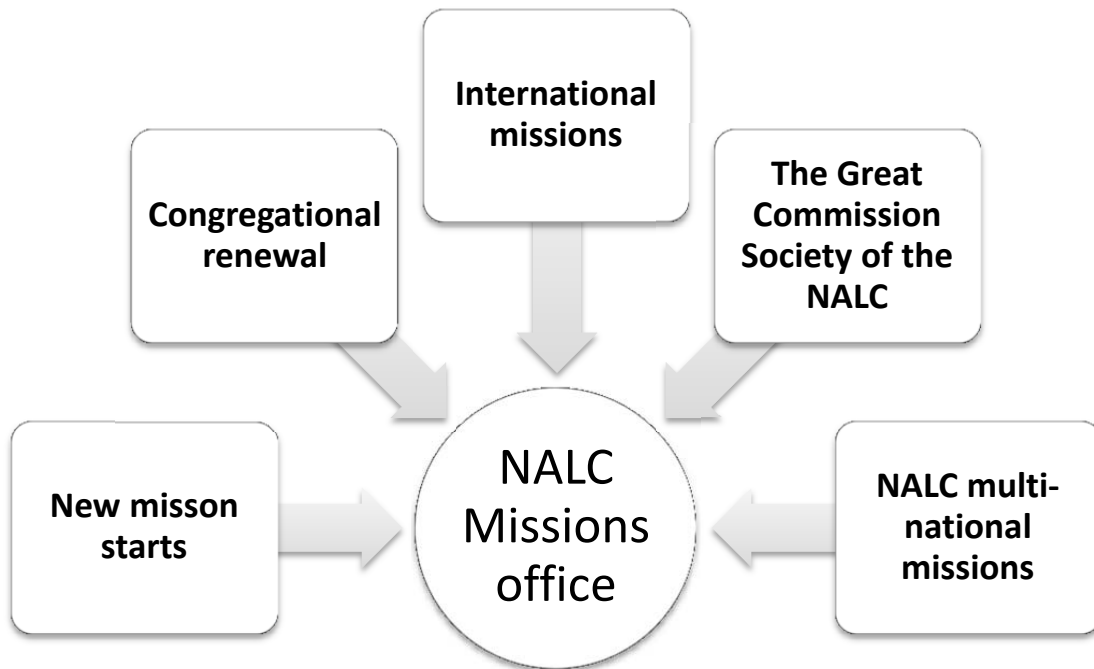 International
missions
Congregational
renewal
The Great
Commission
Society of the
NALC
New misson
starts
NALC
Missions
office
NALC multi-
national
missions